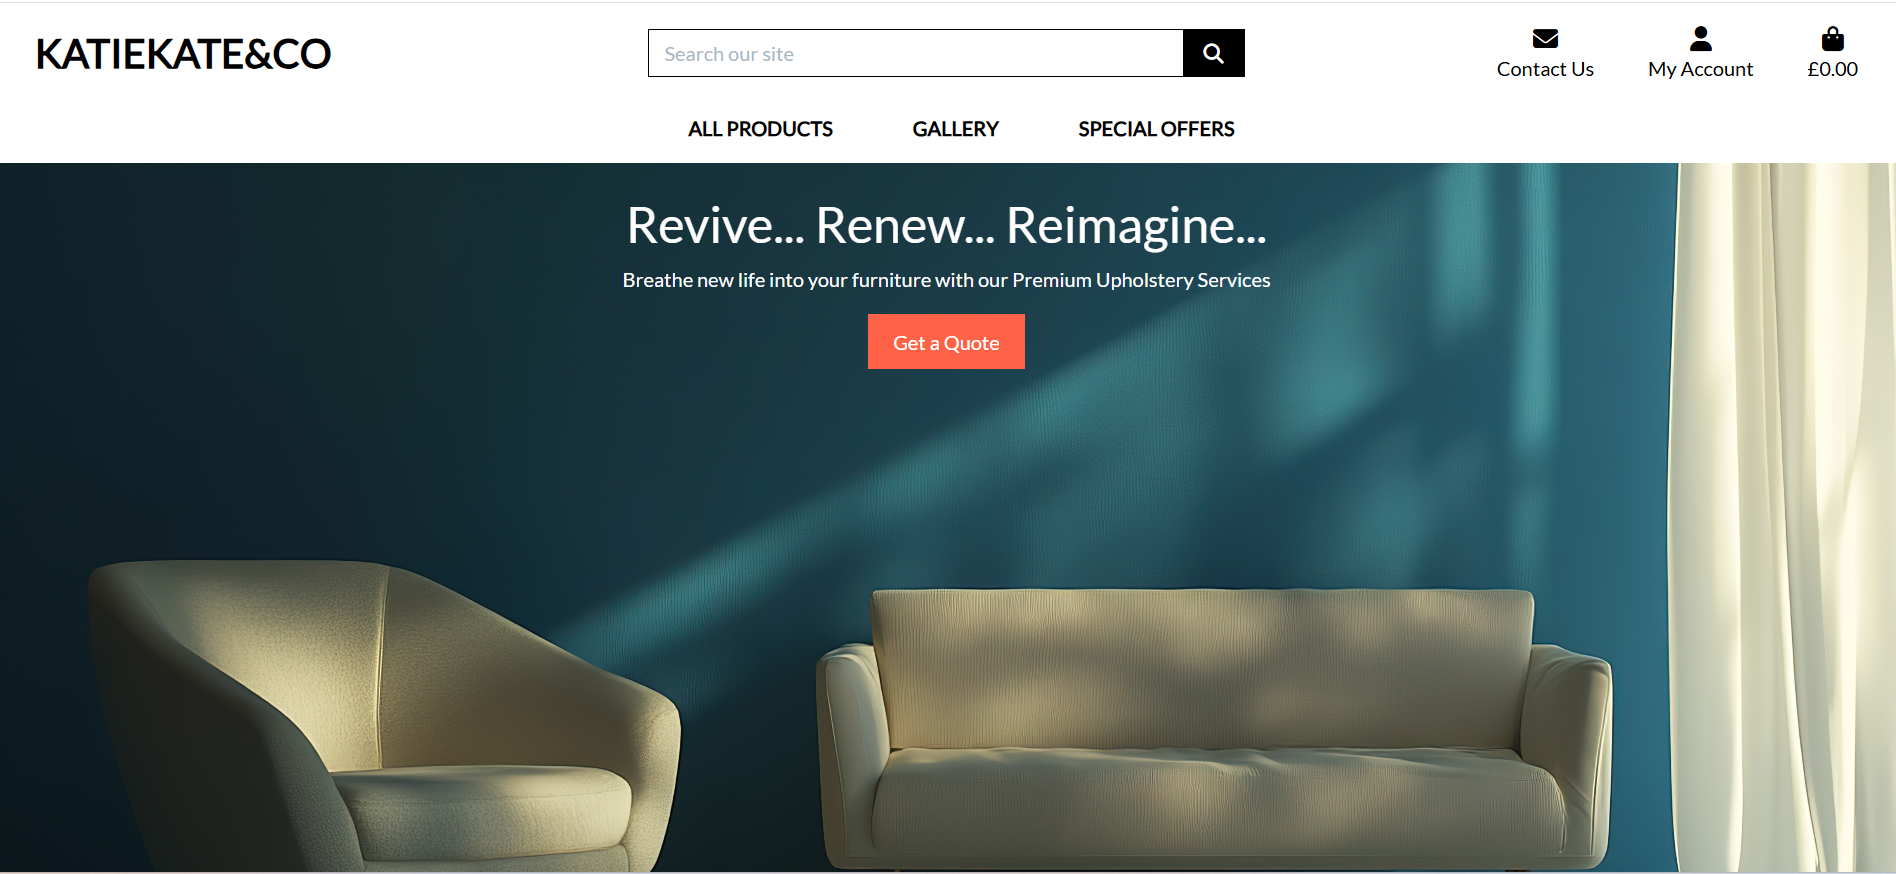 KATIEKATE&CO
Search our site
Contact Us
My Account
£0.00
ALL PRODUCTS
GALLERY
SPECIAL OFFERS
Revive... Renew... Reimagine...
Breathe new life into your furniture with our Premium Upholstery Services
Get a Quote